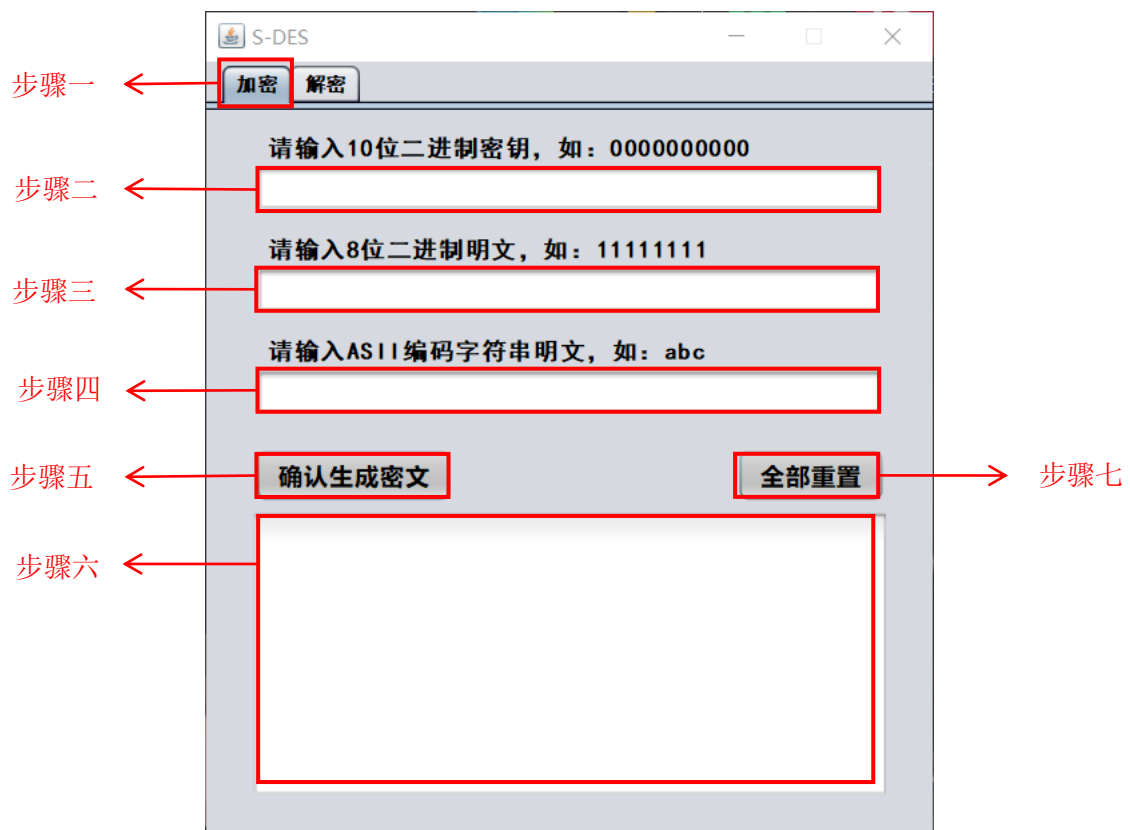 S-DES
步骤一
加密 解密
请输入10位二进制密钥，如：0000000000
步骤二
请输入8位二进制明文，如：11111111
步骤三
请输入ASII编码字符串明文，如：abc
步骤四
步骤五
确认生成密文
全部重置
步骤七
步骤六